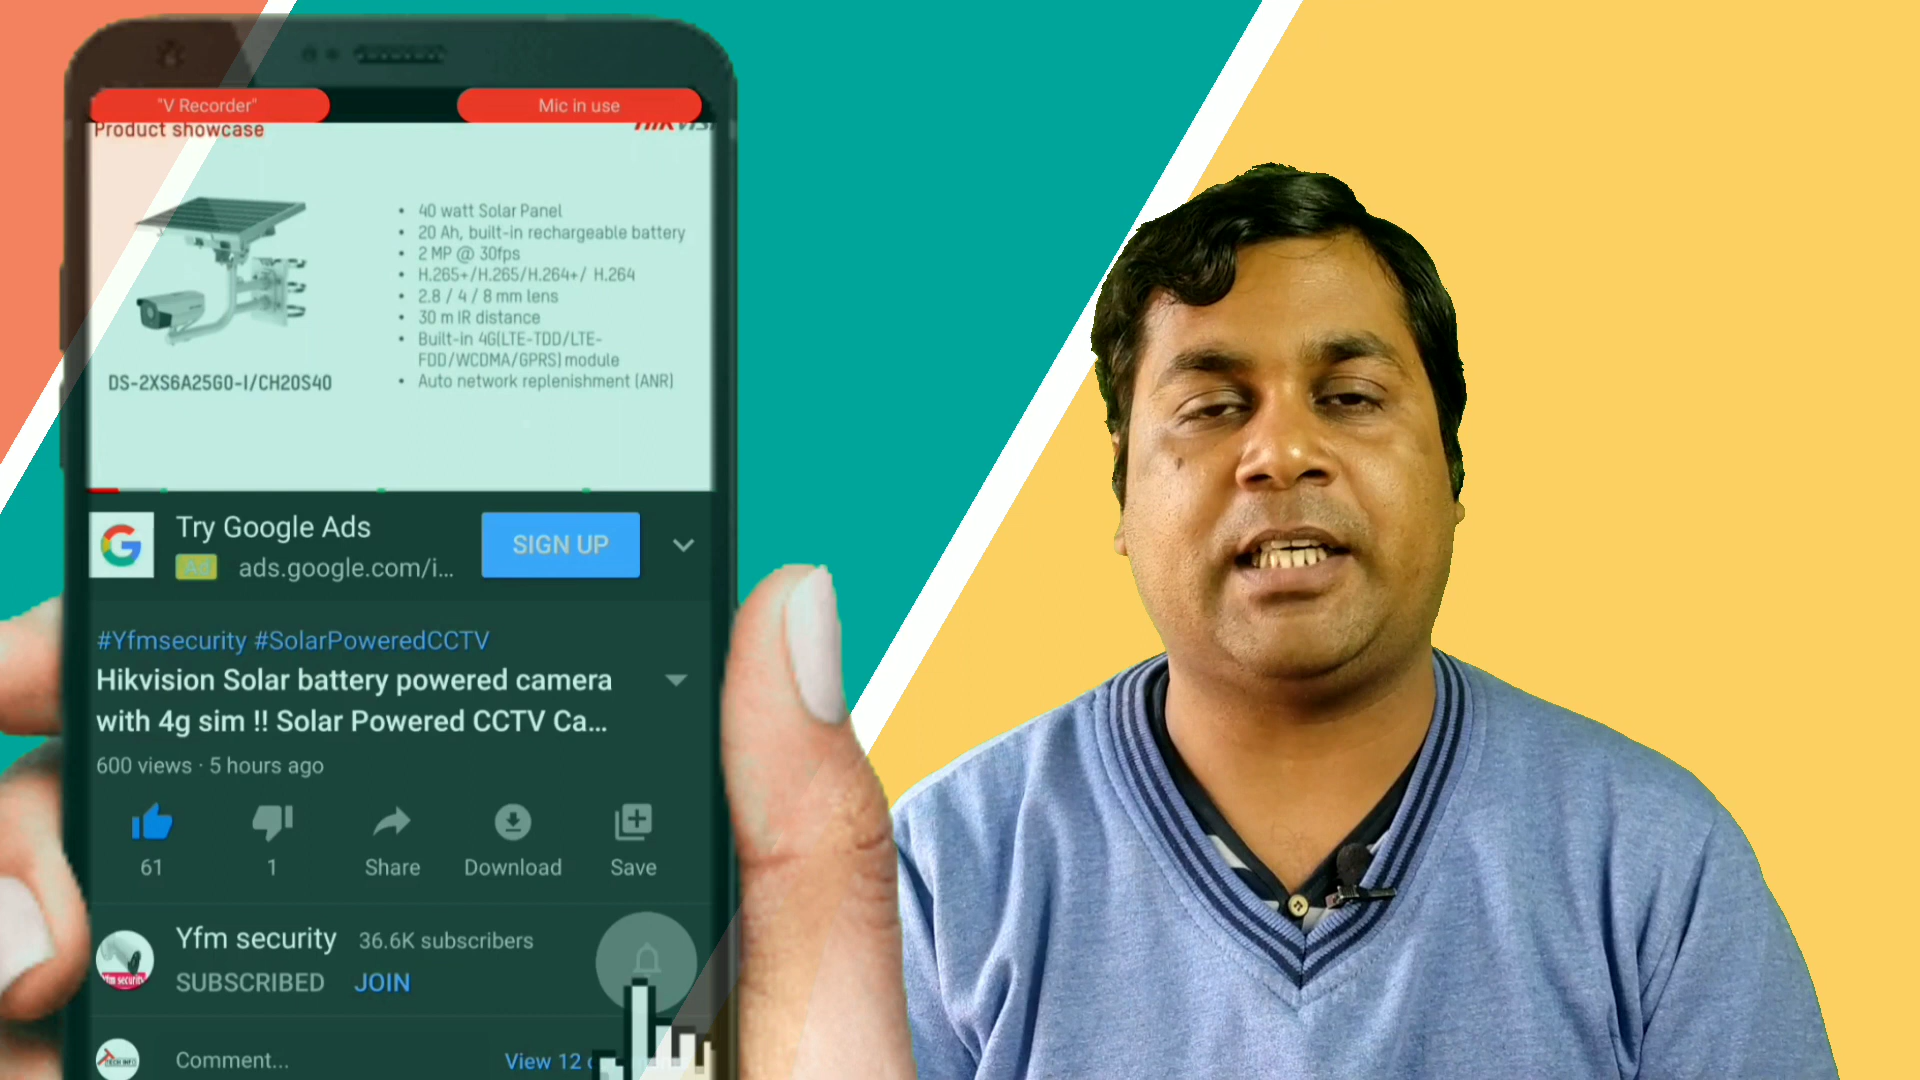 "V Recorder"
Mic in use
Product showcase
40 watt Solar Panel
20 Ah, built-in rechargeable battery
2 MP @ 30fps
H.265+/H.265/H.264+/ H.264
2.8 / 4 / 8 mm lens
30 m IR distance
Built-in 4G(LTE-TDD/LTE-
FDD/WCDMA/GPRS) module
Auto network replenishment (ANR)
DS-2XS6A25G0-I/CH20S40
Try Google Ads
SIGN UP
Ad
ads.google.com/i...
#Yfmsecurity #SolarPoweredCCTV
Hikvision Solar battery powered camera
with 4g sim !! Solar Powered CCTV Ca...
600 views · 5 hours ago
61
1
Share
Download
Save
Yfm security
36.6K subscribers
SUBSCRIBED
JOIN
Yfm security
Comment...
View 12